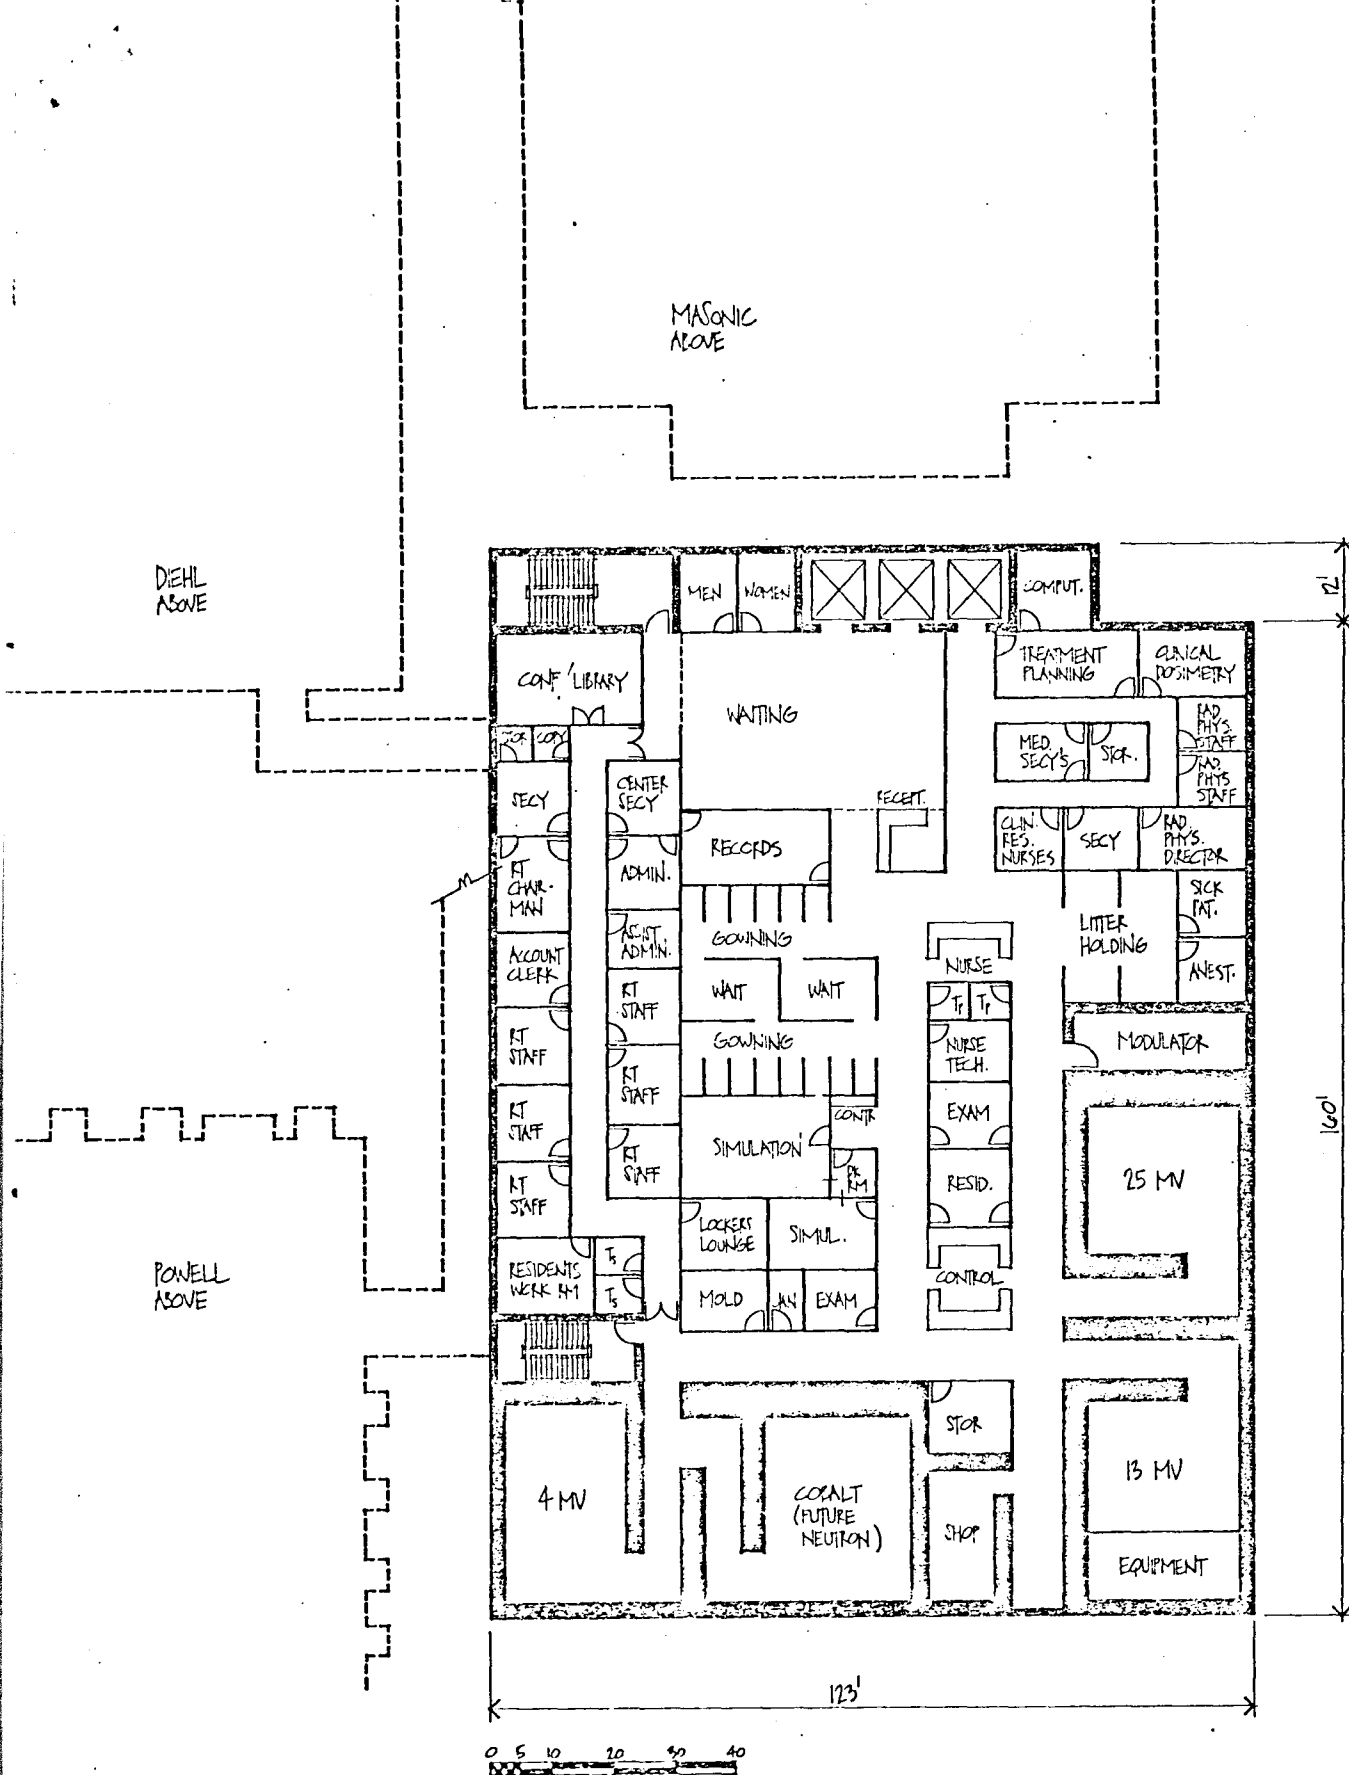 MASONIC
ABOVE
DIEHL
ABOVE
MEN
WOMEN
COMPUT.
12'
CONF/LIBRARY
WAITING
TREATMENT
PLANNING
CLINICAL
DOSIMETRY
STOR
COPY
MED.
SEC'YS
STOR.
RAD.
PHYS.
STAFF
RAD.
PHYS.
STAFF
SECY
CENTER
SECY
RECEPT.
RECORDS
CLIN.
RES.
NURSES
SECY
RAD.
PHYS.
DIRECTOR
RT
CHAIR-
MAN
ADMIN.
ASSIST
ADMIN.
GOWNING
NURSE
LITTER
HOLDING
SICK
PAT.
ANEST.
ACCOUNT
CLERK
RT
STAFF
WAIT
WAIT
TP
TP
GOWNING
NURSE
TECH.
MODULATOR
RT
STAFF
RT
STAFF
CONTR
EXAM
RT
STAFF
RT
STAFF
SIMULATION
DK
RM
RESID.
25 MV
160'
RT
STAFF
LOCKERS
LOUNGE
SIMUL.
POWELL
ABOVE
RESIDENTS
WORK RM
TS
TS
MOLD
JAN
EXAM
CONTROL
4 MV
COBALT
(FUTURE
NEUTRON)
STOR
SHOP
13 MV
EQUIPMENT
123'
0 5 10 20 30 40